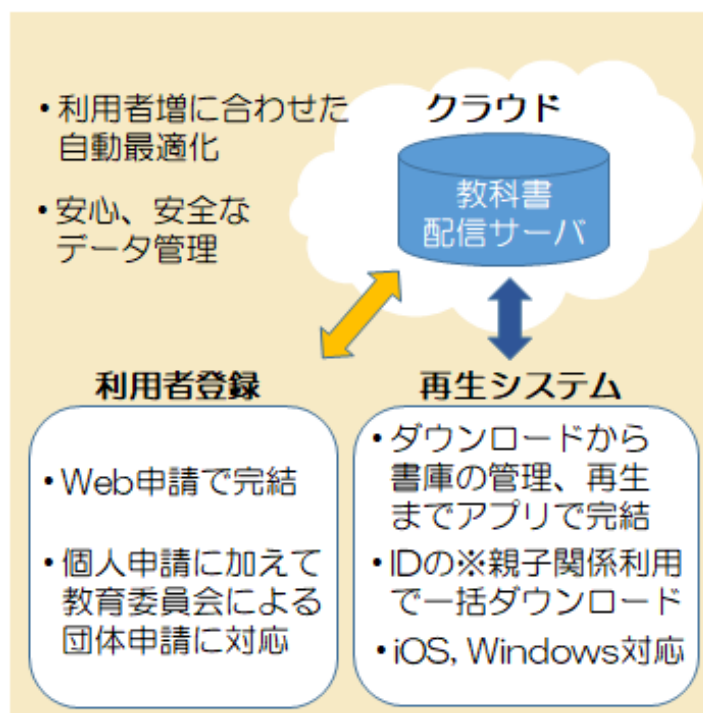 ・利用者増に合わせた
自動最適化
・安心、安全な
データ管理
クラウド
教科書
配信サーバ
利用者登録
・Web申請で完結
・個人申請に加えて
教育委員会による
団体申請に対応
再生システム
・ダウンロードから
書庫の管理、再生
までアプリで完結
・IDの※親子関係利用
で一括ダウンロード
・iOS, Windows対応